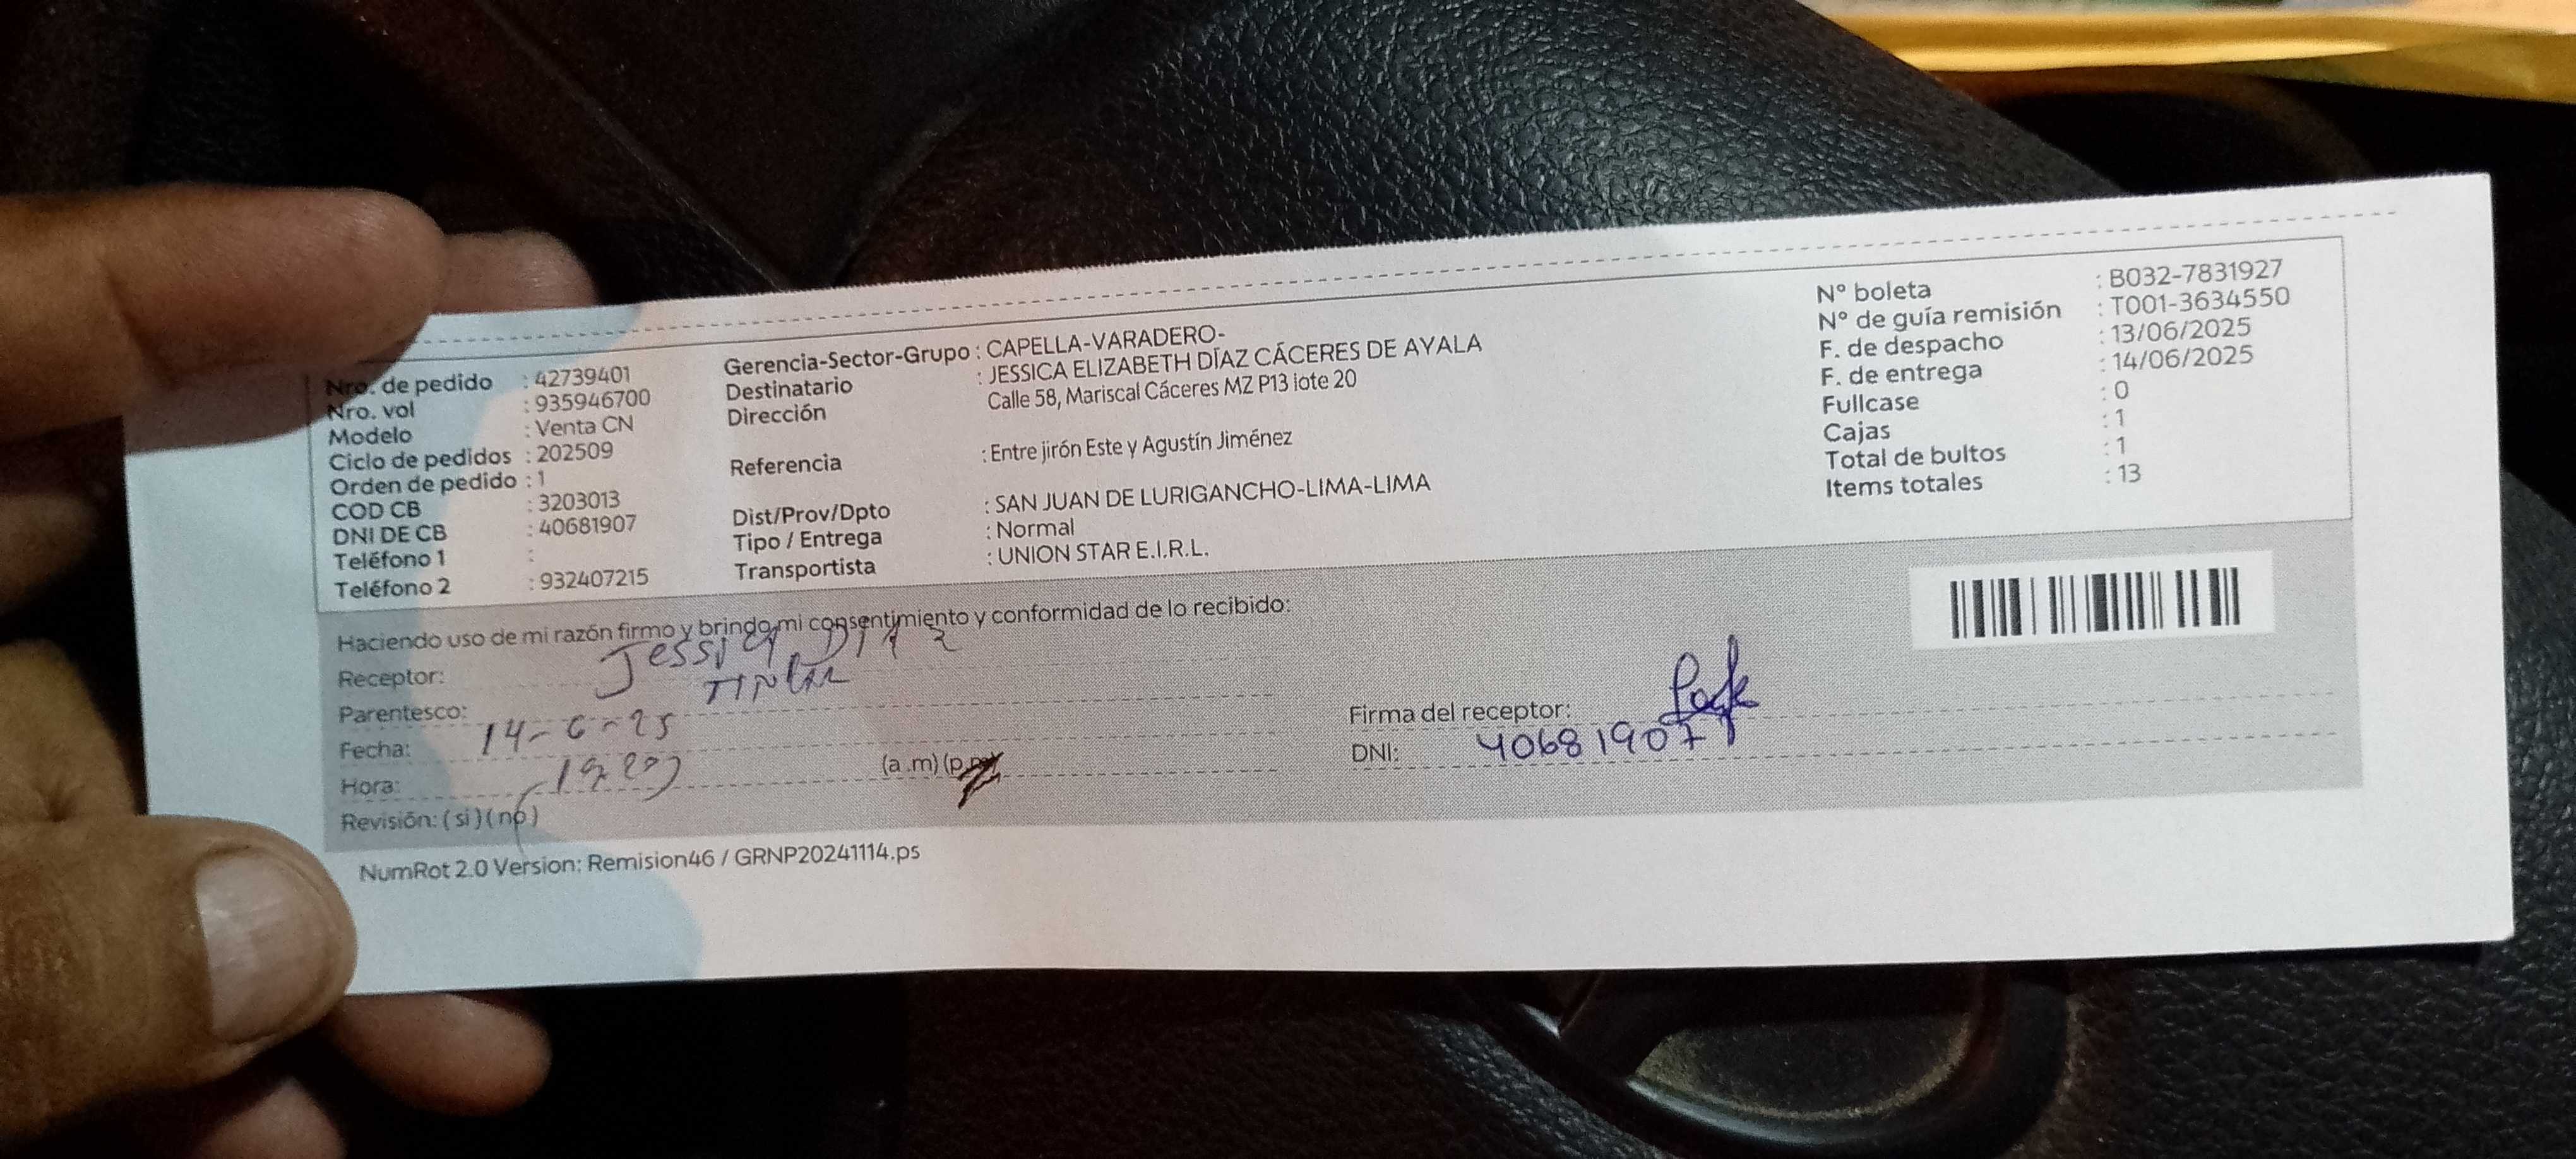 Nro. de pedido : 42739401
Nro. vol : 935946700
Modelo : Venta CN
Ciclo de pedidos : 202509
Orden de pedido : 1
COD CB : 3203013
DNI DE CB : 40681907
Teléfono 1 :
Teléfono 2 : 932407215
Gerencia-Sector-Grupo : CAPELLA-VARADERO-
Destinatario : JESSICA ELIZABETH DÍAZ CÁCERES DE AYALA
Dirección Calle 58, Mariscal Cáceres MZ P13 iote 20
Referencia : Entre jirón Este y Agustín Jiménez
Dist/Prov/Dpto : SAN JUAN DE LURIGANCHO-LIMA-LIMA
Tipo / Entrega : Normal
Transportista : UNION STAR E.I.R.L.
N° boleta : B032-7831927
N° de guía remisión : T001-3634550
F. de despacho : 13/06/2025
F. de entrega : 14/06/2025
Fullcase : 0
Cajas : 1
Total de bultos : 1
Items totales : 13
Haciendo uso de mi razón firmo y brindo mi consentimiento y conformidad de lo recibido:
Receptor: Jessica Diaz
Parentesco:
Fecha: 14-6-25
Hora: (a .m) (p.m)
Revisión: ( si ) ( no )
Firma del receptor:
DNI: 40681907
NumRot 2.0 Version: Remision46 / GRNP20241114.ps